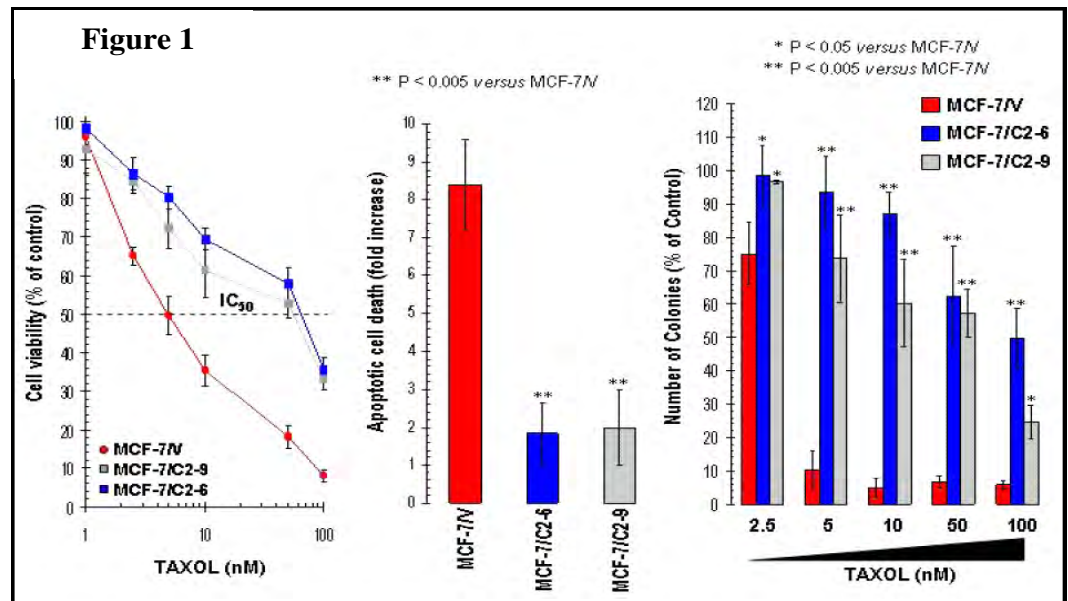 Figure 1
100
90
80
70
60
50
40
30
20
10
0
Cell viability (% of control)
IC50
MCF-7/V
MCF-7/C2-9
MCF-7/C2-6
1
10
100
TAXOL (nM)
** P < 0.005 versus MCF-7/V
10
9
8
7
6
5
4
3
2
1
0
Apoptotic cell death (fold increase)
**
**
MCF-7/V
MCF-7/C2-6
MCF-7/C2-9
* P < 0.05 versus MCF-7/V
** P < 0.005 versus MCF-7/V
MCF-7/V
MCF-7/C2-6
MCF-7/C2-9
120
110
100
90
80
70
60
50
40
30
20
10
0
Number of Colonies (% of Control)
*
*
**
**
**
**
**
**
**
*
2.5
5
10
50
100
TAXOL (nM)